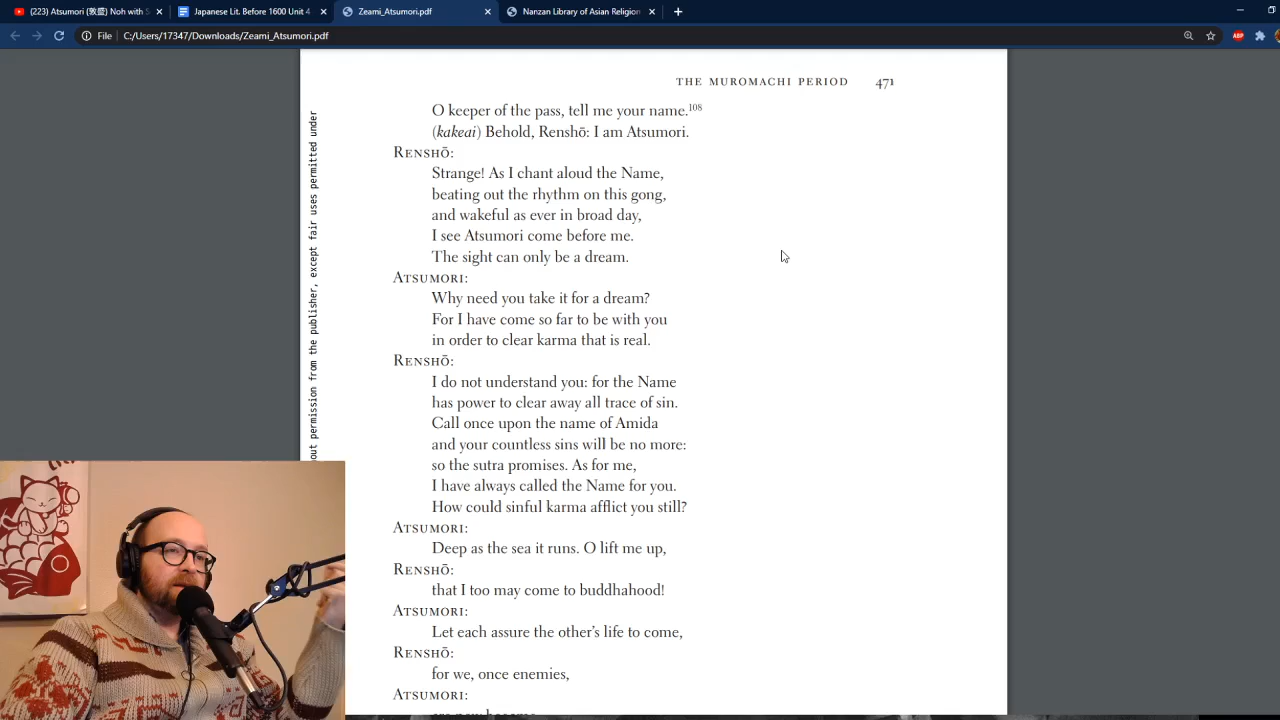 (223) Atsumori (敦盛) Noh with S
Japanese Lit. Before 1600 Unit 4
Zeami_Atsumori.pdf
Nanzan Library of Asian Religion
File
C:/Users/17347/Downloads/Zeami_Atsumori.pdf
ABP
THE MUROMACHI PERIOD 471
O keeper of the pass, tell me your name.108
(kakeai) Behold, Renshō: I am Atsumori.
RENSHŌ:
Strange! As I chant aloud the Name,
beating out the rhythm on this gong,
and wakeful as ever in broad day,
I see Atsumori come before me.
The sight can only be a dream.
ATSUMORI:
Why need you take it for a dream?
For I have come so far to be with you
in order to clear karma that is real.
RENSHŌ:
I do not understand you: for the Name
has power to clear away all trace of sin.
Call once upon the name of Amida
and your countless sins will be no more:
so the sutra promises. As for me,
I have always called the Name for you.
How could sinful karma afflict you still?
ATSUMORI:
Deep as the sea it runs. O lift me up,
RENSHŌ:
that I too may come to buddhahood!
ATSUMORI:
Let each assure the other's life to come,
RENSHŌ:
for we, once enemies,
ATSUMORI:
permission from the publisher, except fair uses permitted under